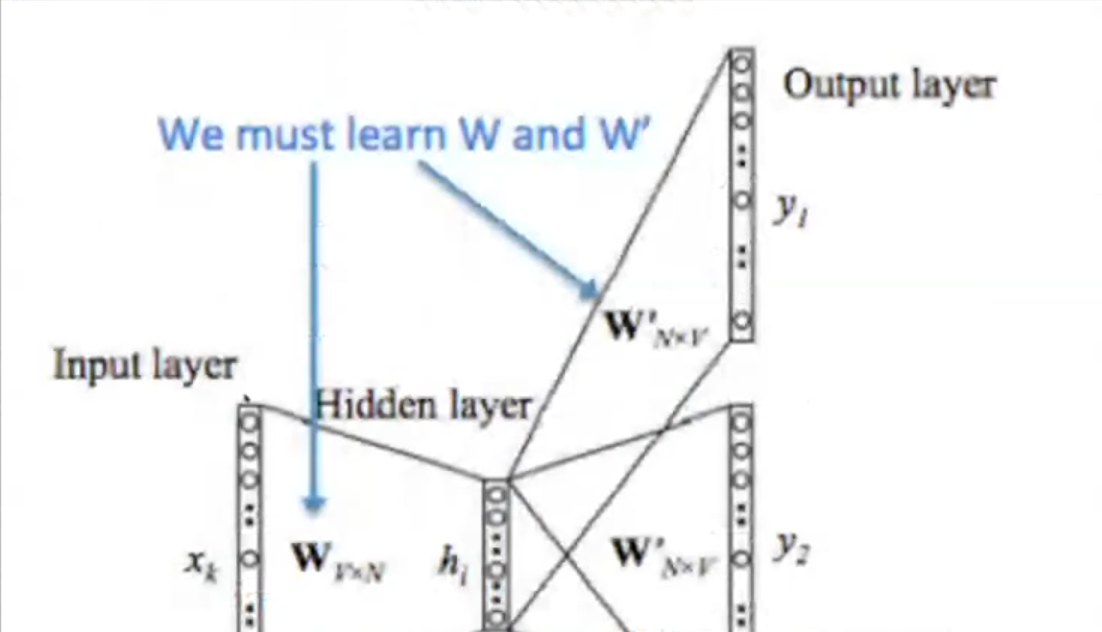 Output layer
We must learn W and W'
y₁
W'N×V
Input layer
Hidden layer
xₖ
WV×N
hᵢ
W'N×V
y₂